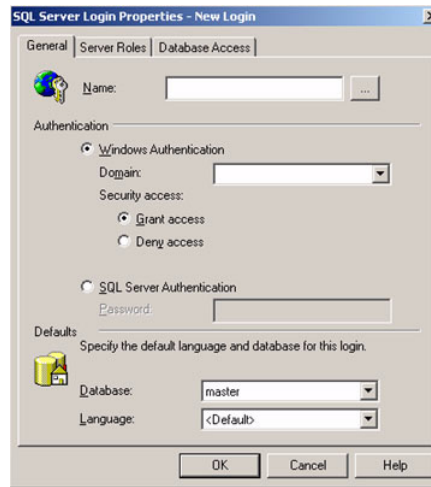 SQL Server Login Properties - New Login
General Server Roles Database Access
Name: ...
Authentication
Windows Authentication
Domain:
Security access:
Grant access
Deny access
SQL Server Authentication
Password:
Defaults
Specify the default language and database for this login.
Database: master
Language: <Default>
OK Cancel Help